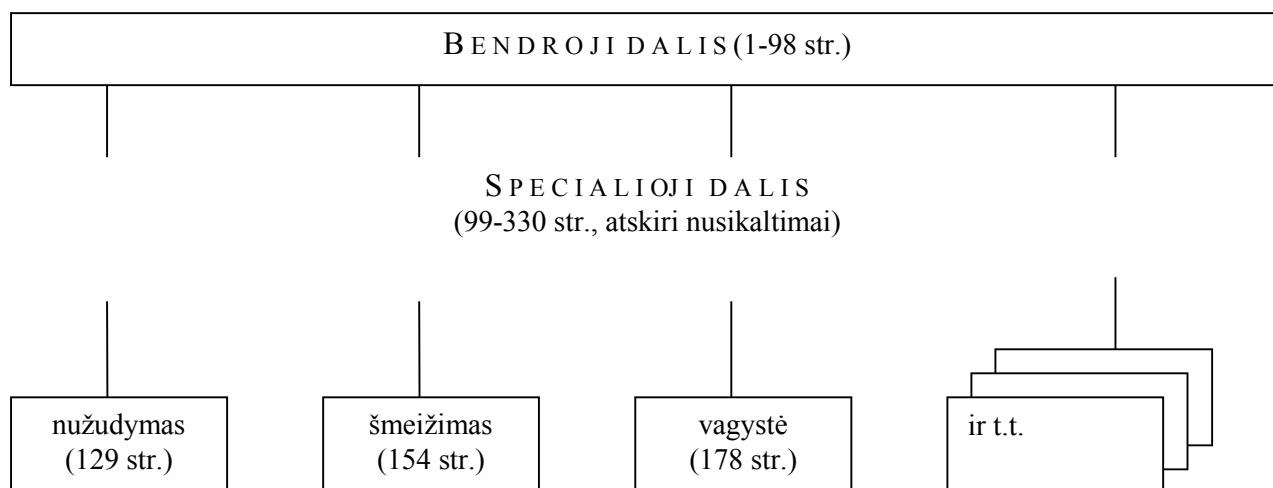 BENDROJI DALIS (1-98 str.)
SPECIALIOJI DALIS
(99-330 str., atskiri nusikaltimai)
nužudymas
(129 str.)
šmeižimas
(154 str.)
vagystė
(178 str.)
ir t.t.